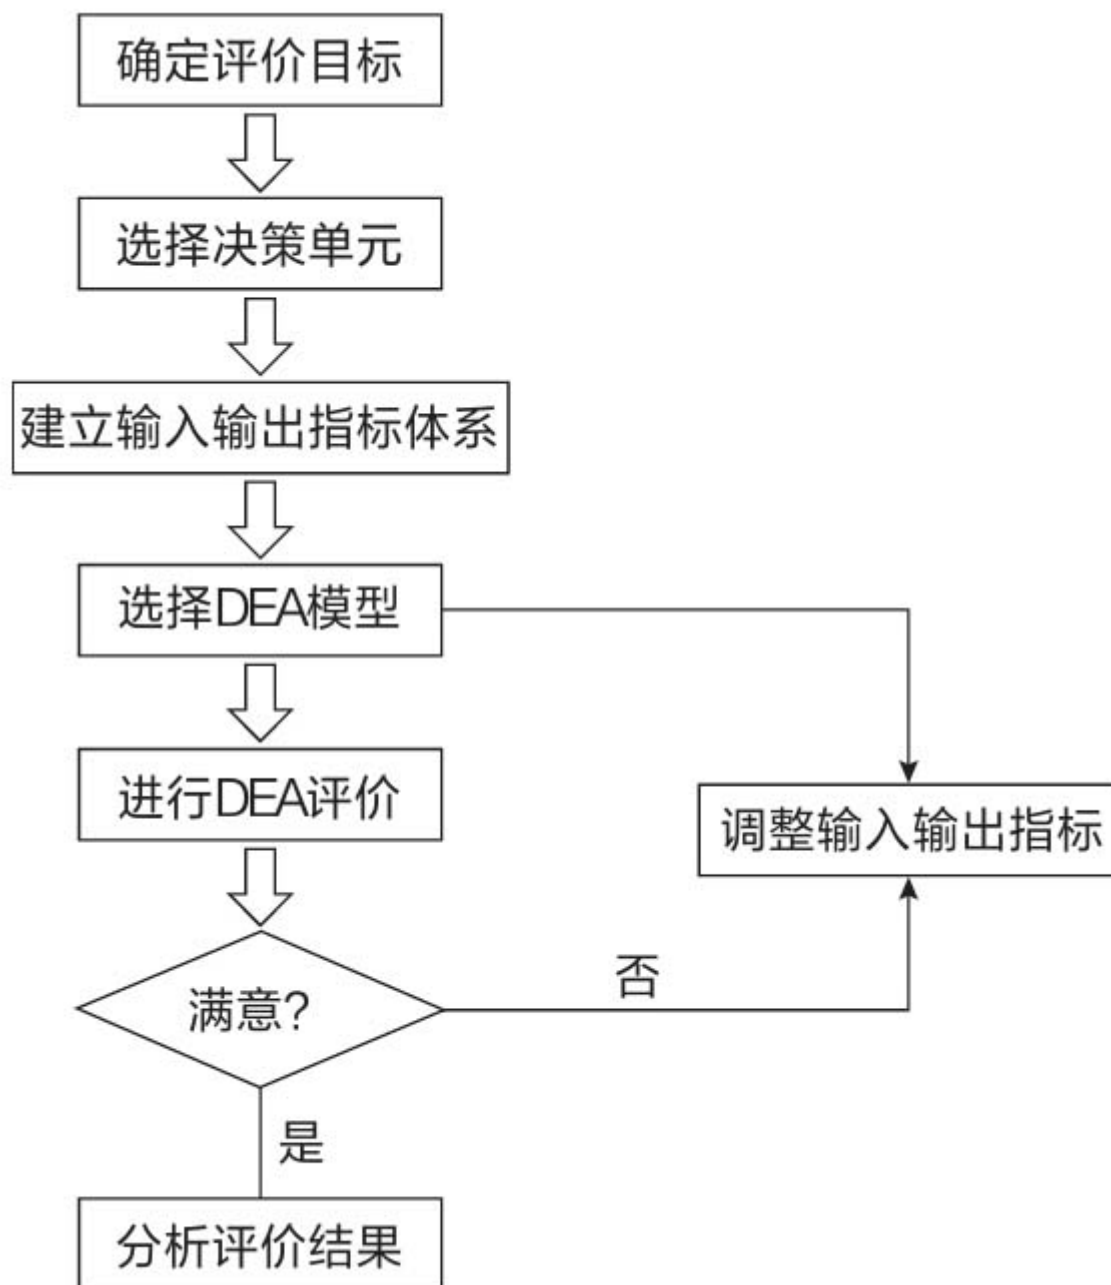 确定评价目标
选择决策单元
建立输入输出指标体系
选择DEA模型
进行DEA评价
调整输入输出指标
满意?
否
是
分析评价结果